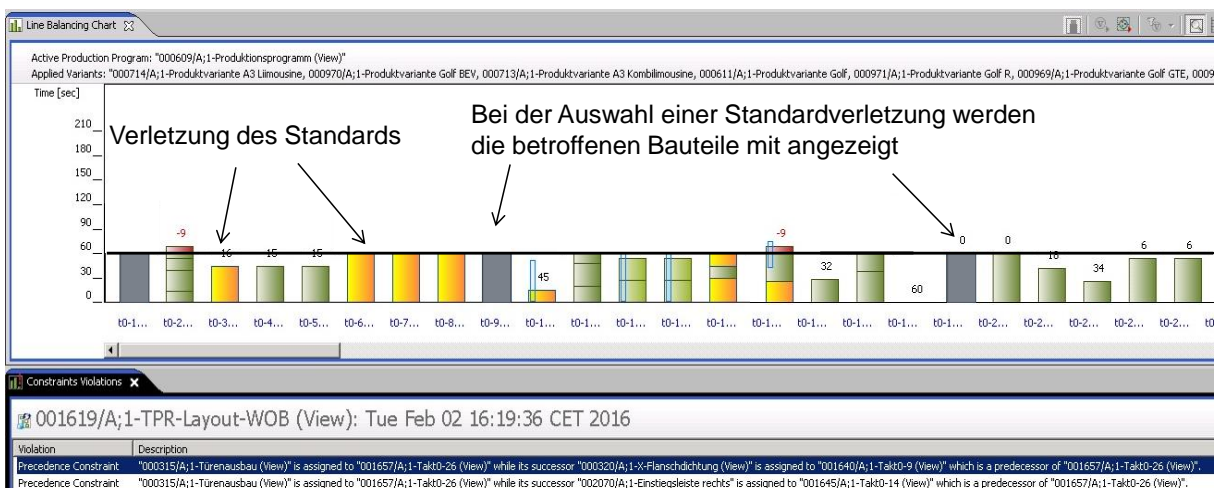 Line Balancing Chart
Active Production Program: "000609/A;1-Produktionsprogramm (View)"
Applied Variants: "000714/A;1-Produktvariante A3 Liimousine, 000970/A;1-Produktvariante Golf BEV, 000713/A;1-Produktvariante A3 Kombilimousine, 000611/A;1-Produktvariante Golf, 000971/A;1-Produktvariante Golf R, 000969/A;1-Produktvariante Golf GTE, 0009
Time [sec]
Verletzung des Standards
Bei der Auswahl einer Standardverletzung werden
die betroffenen Bauteile mit angezeigt
210
180
150
120
90
60
30
0
-9 16 15 15 45 -9 32 60 0 0 16 34 6 6
t0-1... t0-2... t0-3... t0-4... t0-5... t0-6... t0-7... t0-8... t0-9... t0-1... t0-1... t0-1... t0-1... t0-1... t0-1... t0-1... t0-1... t0-1... t0-1... t0-2... t0-2... t0-2... t0-2... t0-2... t0
Constraints Violations
001619/A;1-TPR-Layout-WOB (View): Tue Feb 02 16:19:36 CET 2016
Violation Description
Precedence Constraint "000315/A;1-Türenausbau (View)" is assigned to "001657/A;1-Takt0-26 (View)" while its successor "000320/A;1-X-Flanschdichtung (View)" is assigned to "001640/A;1-Takt0-9 (View)" which is a predecessor of "001657/A;1-Takt0-26 (View)".
Precedence Constraint "000315/A;1-Türenausbau (View)" is assigned to "001657/A;1-Takt0-26 (View)" while its successor "002070/A;1-Einstiegsleiste rechts" is assigned to "001645/A;1-Takt0-14 (View)" which is a predecessor of "001657/A;1-Takt0-26 (View)".